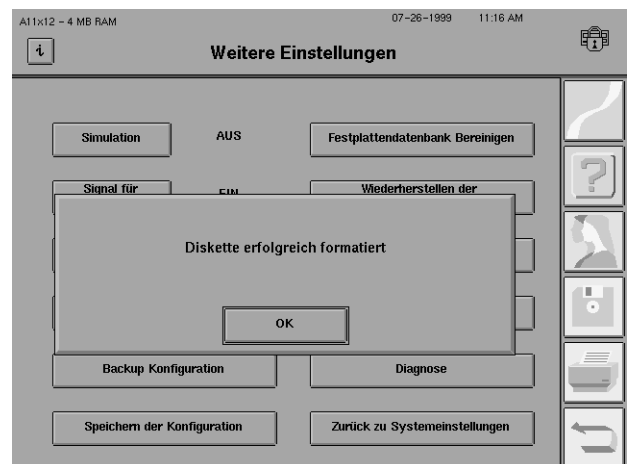 A11x12 – 4 MB RAM
07-26-1999 11:16 AM
i
Weitere Einstellungen
Simulation
AUS
Festplattendatenbank Bereinigen
Signal für
EIN
Wiederherstellen der
Diskette erfolgreich formatiert
OK
Backup Konfiguration
Diagnose
Speichern der Konfiguration
Zurück zu Systemeinstellungen